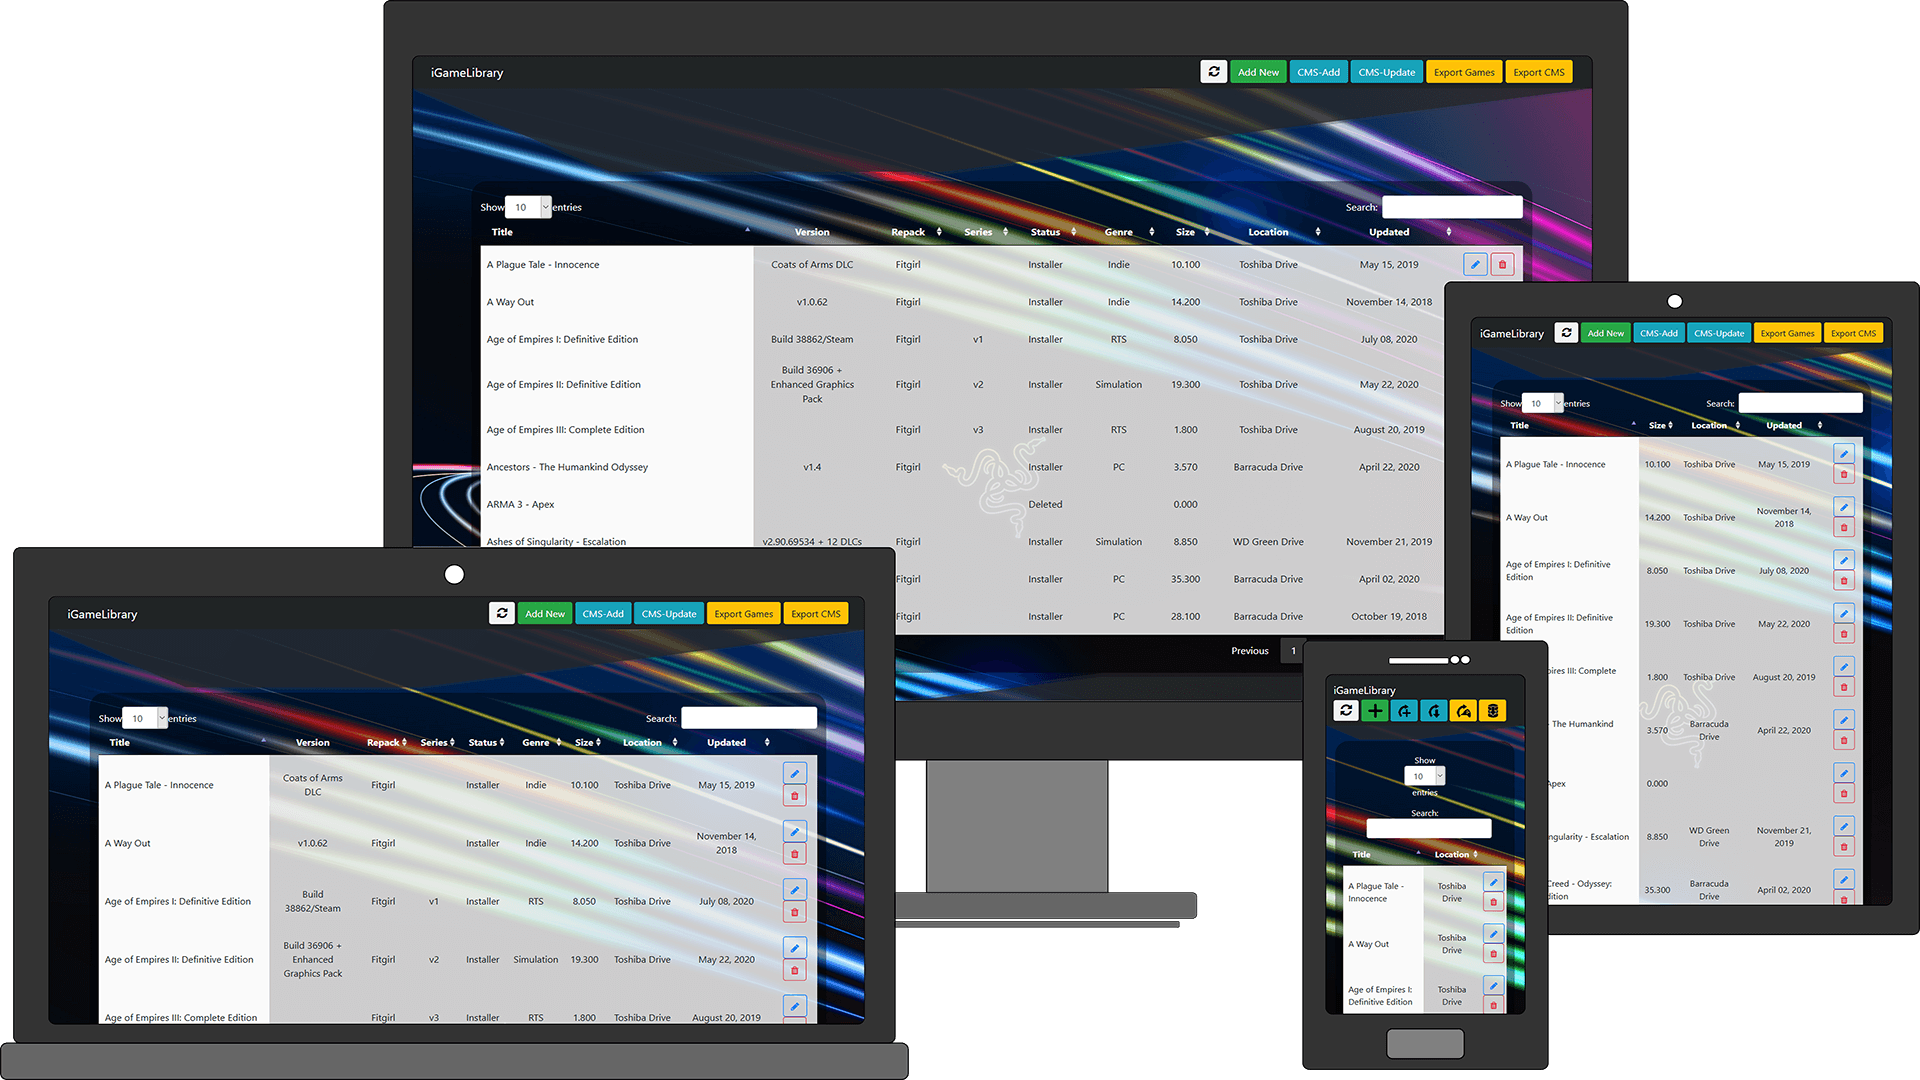 iGameLibrary
Add New CMS-Add CMS-Update Export Games Export CMS
Show 10 entries Search:
Title Version Repack Series Status Genre Size Location Updated
A Plague Tale - Innocence Coats of Arms DLC Fitgirl Installer Indie 10.100 Toshiba Drive May 15, 2019
A Way Out v1.0.62 Fitgirl Installer Indie 14.200 Toshiba Drive November 14, 2018
Age of Empires I: Definitive Edition Build 38862/Steam Fitgirl v1 Installer RTS 8.050 Toshiba Drive July 08, 2020
Build 36906 +
Age of Empires II: Definitive Edition Enhanced Graphics Fitgirl v2 Installer Simulation 19.300 Toshiba Drive May 22, 2020
Pack
Age of Empires III: Complete Edition Fitgirl v3 Installer RTS 1.800 Toshiba Drive August 20, 2019
Ancestors - The Humankind Odyssey v1.4 Fitgirl Installer PC 3.570 Barracuda Drive April 22, 2020
ARMA 3 - Apex Deleted 0.000
Ashes of Singularity - Escalation v2.90.69534 + 12 DLCs Fitgirl Installer Simulation 8.850 WD Green Drive November 21, 2019
Fitgirl Installer PC 35.300 Barracuda Drive April 02, 2020
Fitgirl Installer PC 28.100 Barracuda Drive October 19, 2018
Previous 1
iGameLibrary Add New CMS-Add CMS-Update Export Games Export CMS
Show 10 entries Search:
Title Size Location Updated
A Plague Tale - Innocence 10.100 Toshiba Drive May 15, 2019
November 14,
A Way Out 14.200 Toshiba Drive
2018
Age of Empires I: Definitive
8.050 Toshiba Drive July 08, 2020
Edition
Age of Empires II: Definitive
19.300 Toshiba Drive May 22, 2020
Edition
pires III: Complete
1.800 Toshiba Drive August 20, 2019
- The Humankind Barracuda
3.570 April 22, 2020
Drive
Apex 0.000
WD Green November 21,
ngularity - Escalation 8.850
Drive 2019
Creed - Odyssey: Barracuda
35.300 April 02, 2020
dition Drive
iGameLibrary
Add New CMS-Add CMS-Update Export Games Export CMS
Show 10 entries Search:
Title Version Repack Series Status Genre Size Location Updated
Coats of Arms
A Plague Tale - Innocence Fitgirl Installer Indie 10.100 Toshiba Drive May 15, 2019
DLC
November 14,
A Way Out v1.0.62 Fitgirl Installer Indie 14.200 Toshiba Drive
2018
Build
Age of Empires I: Definitive Edition Fitgirl v1 Installer RTS 8.050 Toshiba Drive July 08, 2020
38862/Steam
Build 36906 +
Age of Empires II: Definitive Edition Enhanced Fitgirl v2 Installer Simulation 19.300 Toshiba Drive May 22, 2020
Graphics Pack
Age of Empires III: Complete Edition Fitgirl v3 Installer RTS 1.800 Toshiba Drive August 20, 2019
iGameLibrary
Show
10
entries
Search:
Title Location
A Plague Tale - Toshiba
Innocence Drive
Toshiba
A Way Out
Drive
Age of Empires I: Toshiba
Definitive Edition Drive